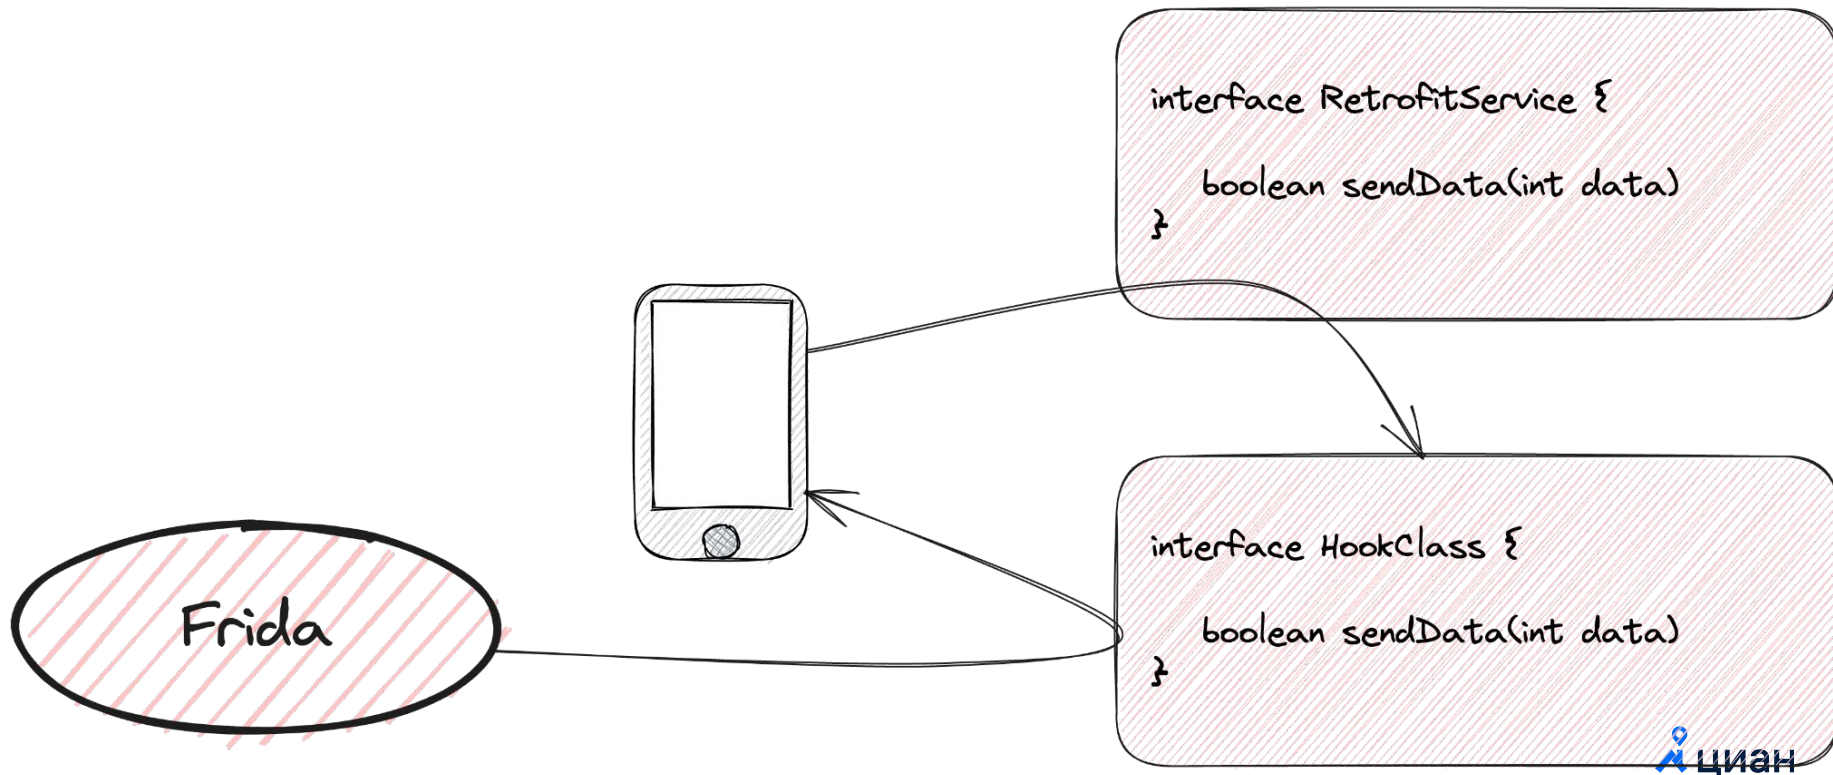 interface RetrofitService {
boolean sendData(int data)
}
Frida
interface HookClass {
boolean sendData(int data)
}
циан